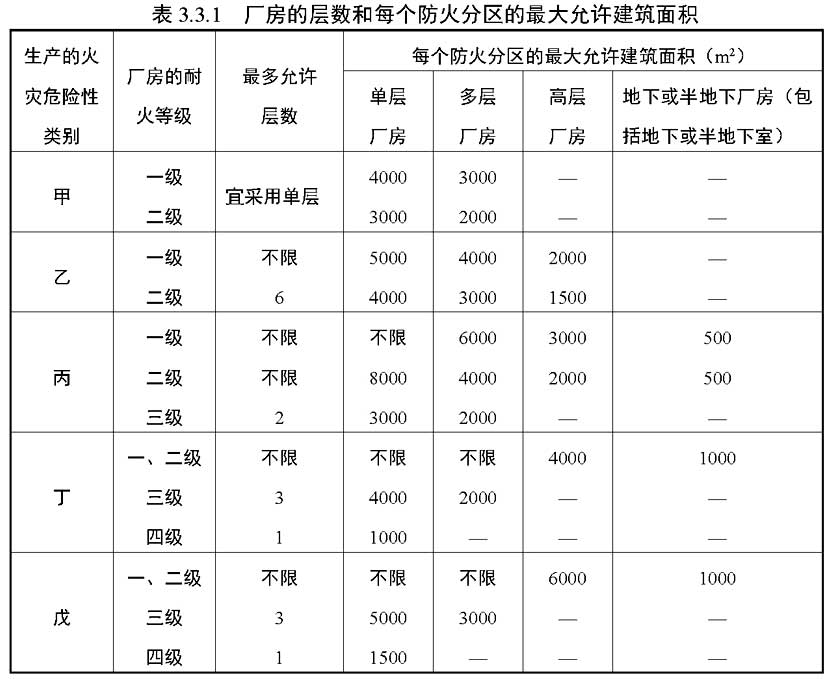 表 3.3.1 厂房的层数和每个防火分区的最大允许建筑面积
生产的火灾危险性类别 厂房的耐火等级 最多允许层数 每个防火分区的最大允许建筑面积（m²）
单层厂房 多层厂房 高层厂房 地下或半地下厂房（包括地下或半地下室）
甲 一级 宜采用单层 4000 3000 — —
二级 3000 2000 — —
乙 一级 不限 5000 4000 2000 —
二级 6 4000 3000 1500 —
丙 一级 不限 不限 6000 3000 500
二级 不限 8000 4000 2000 500
三级 2 3000 2000 — —
丁 一、二级 不限 不限 不限 4000 1000
三级 3 4000 2000 — —
四级 1 1000 — — —
戊 一、二级 不限 不限 不限 6000 1000
三级 3 5000 3000 — —
四级 1 1500 — — —